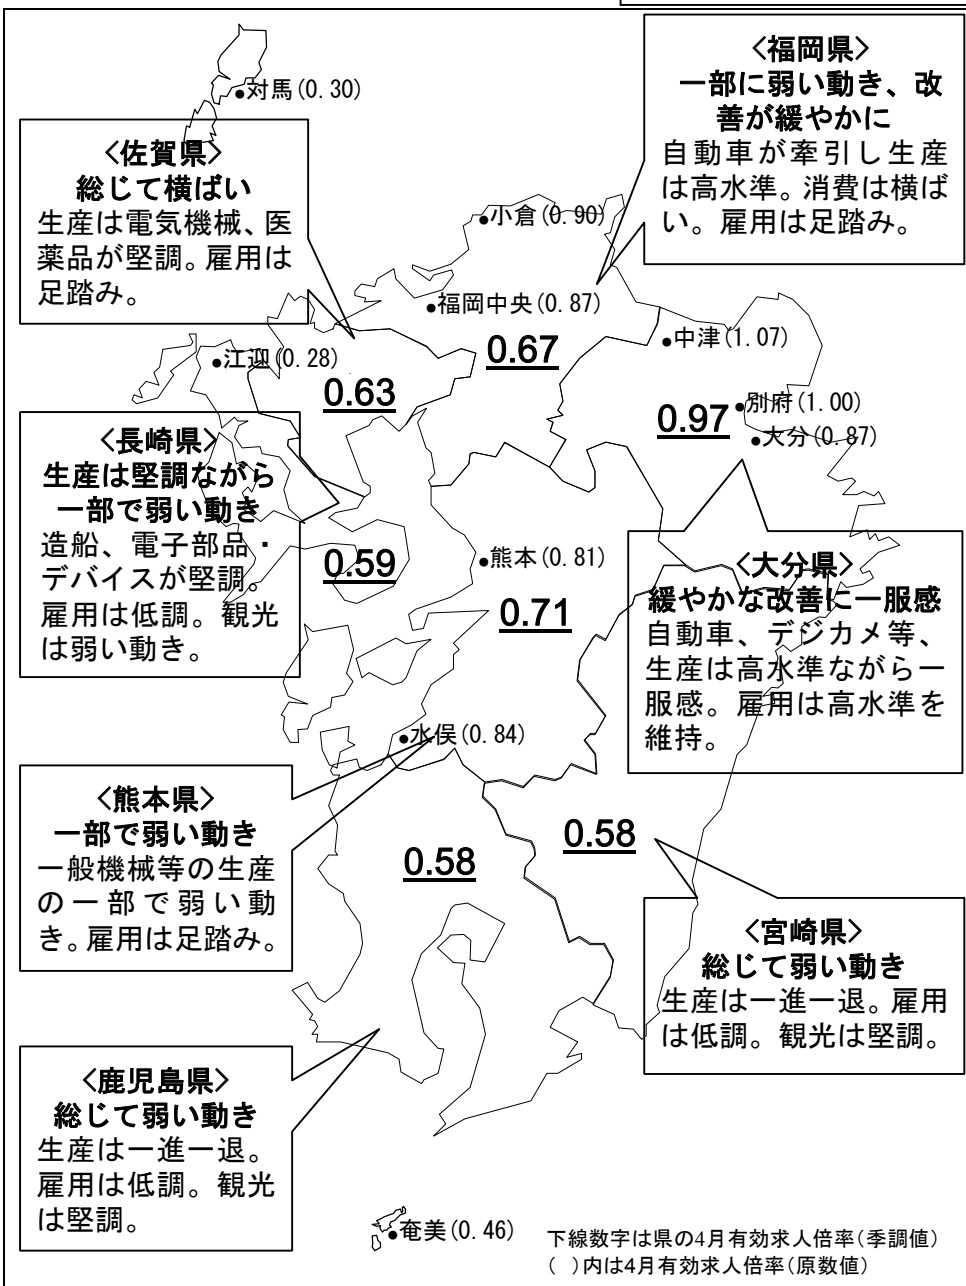 ●対馬(0.30)
<福岡県>
一部に弱い動き、改
善が緩やかに
自動車が牽引し生産
は高水準。消費は横ば
い。雇用は足踏み。
<佐賀県>
総じて横ばい
生産は電気機械、医
薬品が堅調。雇用は
足踏み。
●小倉(0.90)
●福岡中央(0.87)
0.67
●中津(1.07)
●江迎(0.28)
0.63
0.97
●別府(1.00)
●大分(0.87)
<長崎県>
生産は堅調ながら
一部で弱い動き
造船、電子部品・
デバイスが堅調。
雇用は低調。観光
は弱い動き。
0.59
●熊本(0.81)
0.71
<大分県>
緩やかな改善に一服感
自動車、デジカメ等、
生産は高水準ながら一
服感。雇用は高水準を
維持。
●水俣(0.84)
<熊本県>
一部で弱い動き
一般機械等の生産
の一部で弱い動
き。雇用は足踏み。
0.58
0.58
<宮崎県>
総じて弱い動き
生産は一進一退。雇用
は低調。観光は堅調。
<鹿児島県>
総じて弱い動き
生産は一進一退。
雇用は低調。観光
は堅調。
●奄美(0.46)
下線数字は県の4月有効求人倍率(季調値)
( )内は4月有効求人倍率(原数値)